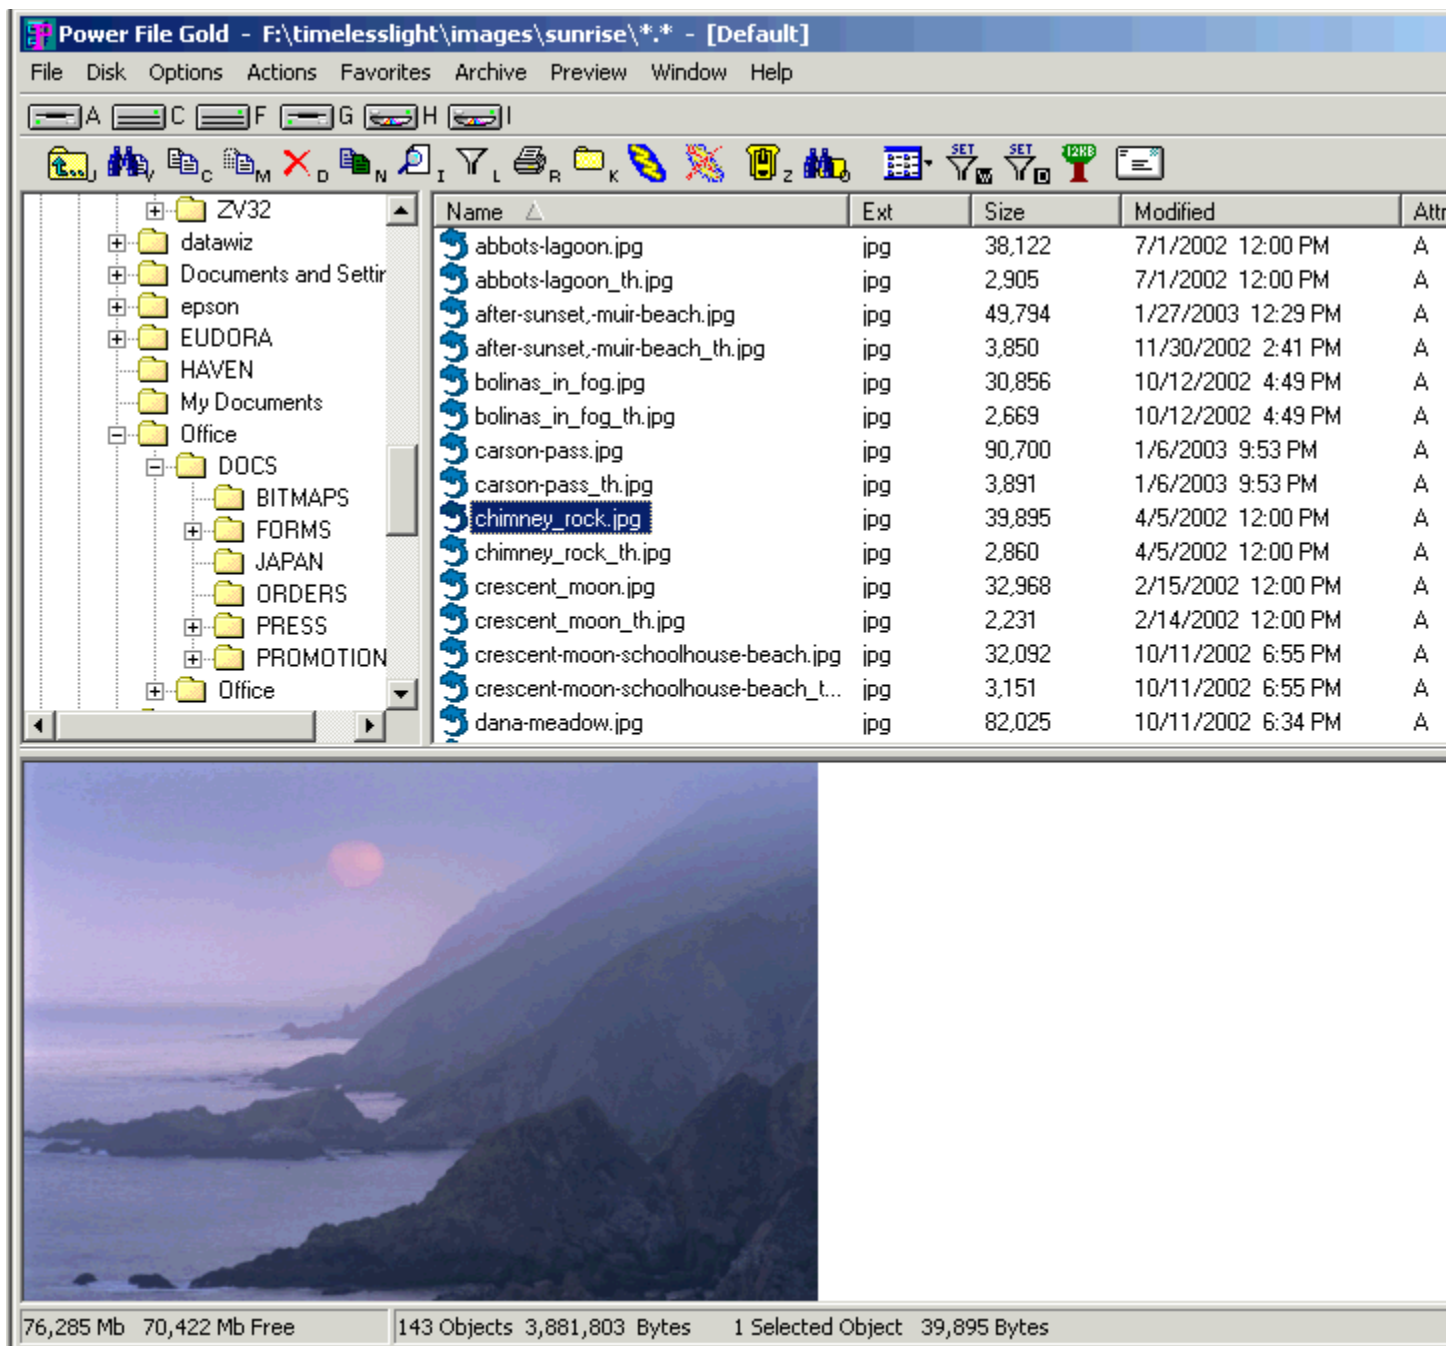 Power File Gold - F:\timelesslight\images\sunrise\*.* - [Default]
File Disk Options Actions Favorites Archive Preview Window Help
A C F G H I
J V C M D N I L R K Z SET W SET D 12KB
ZV32
datawiz
Documents and Settir
epson
EUDORA
HAVEN
My Documents
Office
DOCS
BITMAPS
FORMS
JAPAN
ORDERS
PRESS
PROMOTION
Office
Name Ext Size Modified Attr
abbots-lagoon.jpg jpg 38,122 7/1/2002 12:00 PM A
abbots-lagoon_th.jpg jpg 2,905 7/1/2002 12:00 PM A
after-sunset,-muir-beach.jpg jpg 49,794 1/27/2003 12:29 PM A
after-sunset,-muir-beach_th.jpg jpg 3,850 11/30/2002 2:41 PM A
bolinas_in_fog.jpg jpg 30,856 10/12/2002 4:49 PM A
bolinas_in_fog_th.jpg jpg 2,669 10/12/2002 4:49 PM A
carson-pass.jpg jpg 90,700 1/6/2003 9:53 PM A
carson-pass_th.jpg jpg 3,891 1/6/2003 9:53 PM A
chimney_rock.jpg jpg 39,895 4/5/2002 12:00 PM A
chimney_rock_th.jpg jpg 2,860 4/5/2002 12:00 PM A
crescent_moon.jpg jpg 32,968 2/15/2002 12:00 PM A
crescent_moon_th.jpg jpg 2,231 2/14/2002 12:00 PM A
crescent-moon-schoolhouse-beach.jpg jpg 32,092 10/11/2002 6:55 PM A
crescent-moon-schoolhouse-beach_t... jpg 3,151 10/11/2002 6:55 PM A
dana-meadow.jpg jpg 82,025 10/11/2002 6:34 PM A
76,285 Mb 70,422 Mb Free 143 Objects 3,881,803 Bytes 1 Selected Object 39,895 Bytes